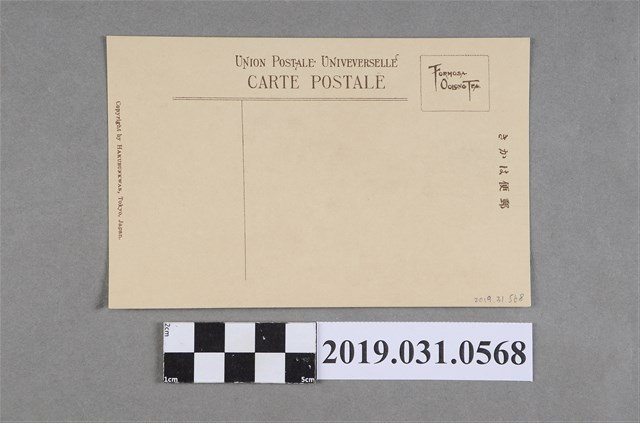 Union Postale Univeversellé
CARTE POSTALE
Formosa
Oolong Tea
Copyright by HAKUBUNKWAN, Tokyo, Japan.
きかは便郵
2019.31.568
2cm
1cm
5cm
2019.031.0568